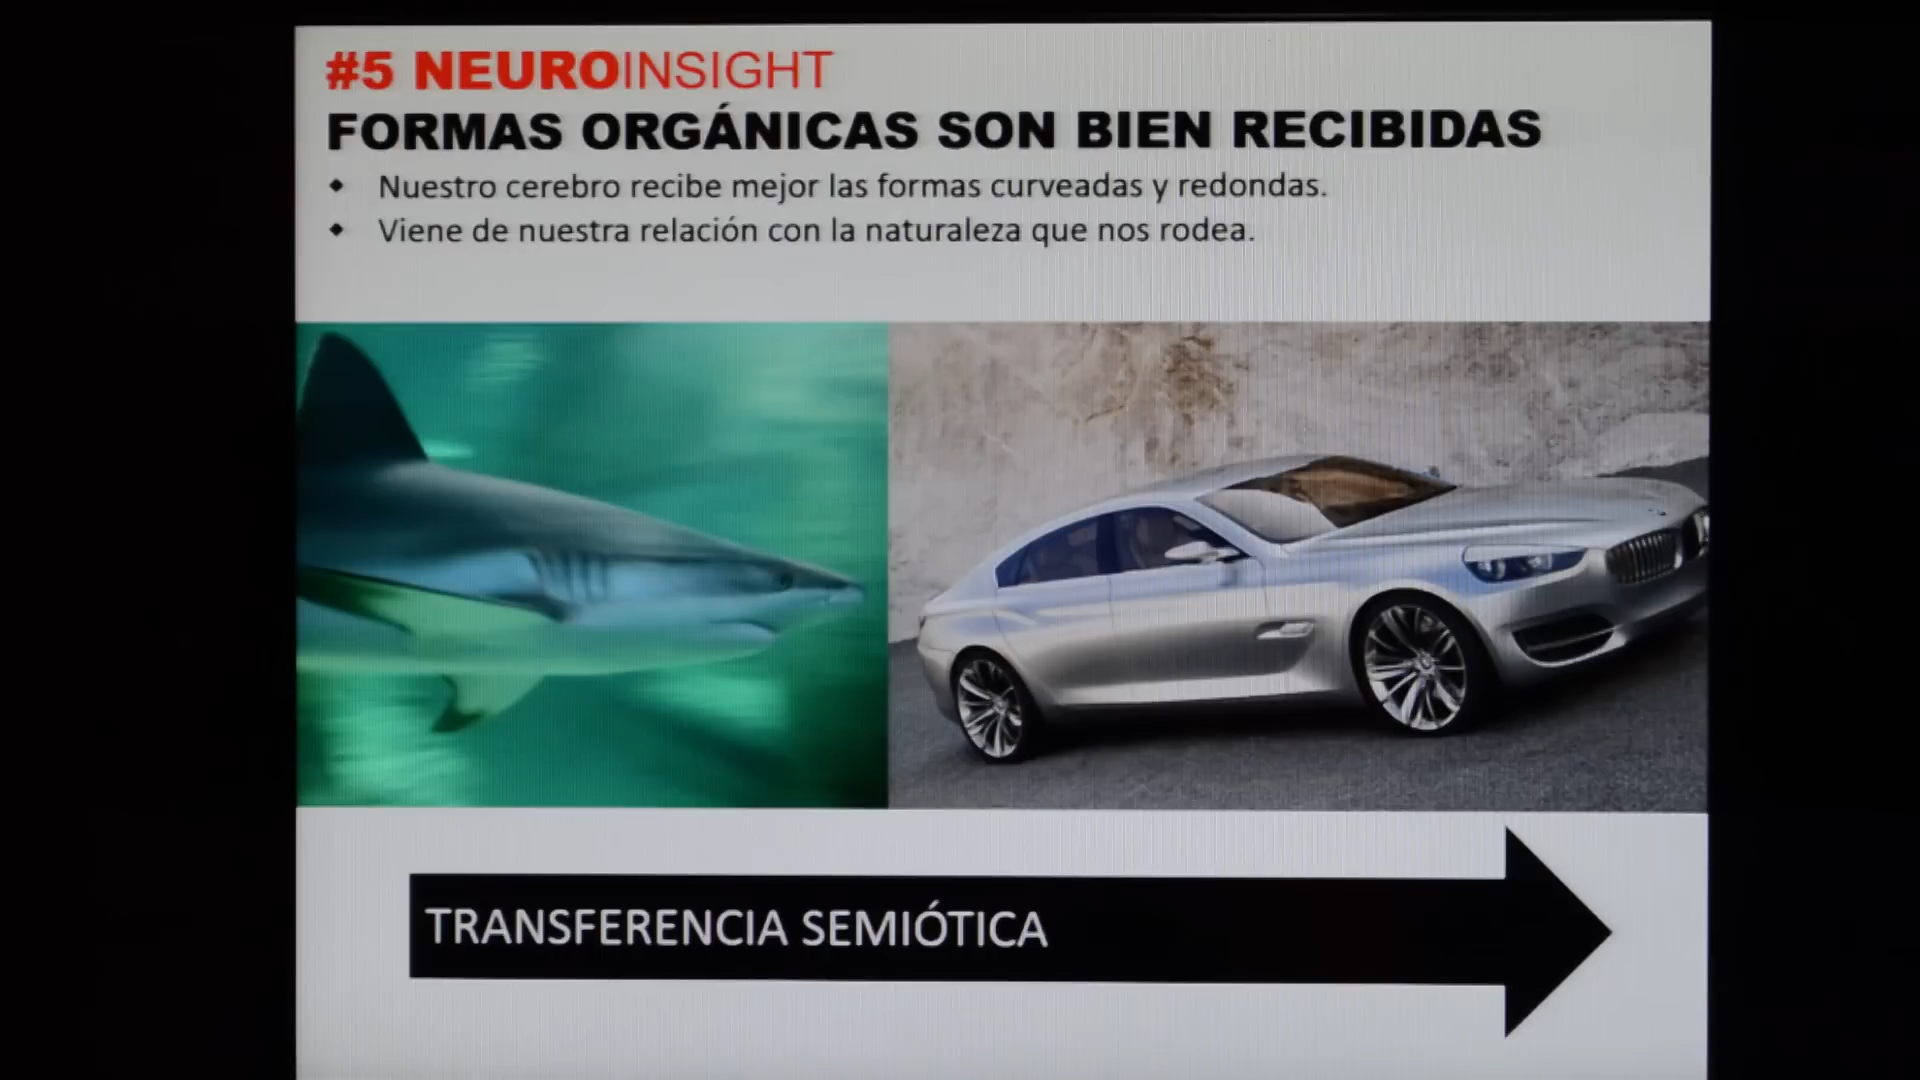 #5 NEUROINSIGHT
FORMAS ORGÁNICAS SON BIEN RECIBIDAS
Nuestro cerebro recibe mejor las formas curveadas y redondas.
Viene de nuestra relación con la naturaleza que nos rodea.
TRANSFERENCIA SEMIÓTICA